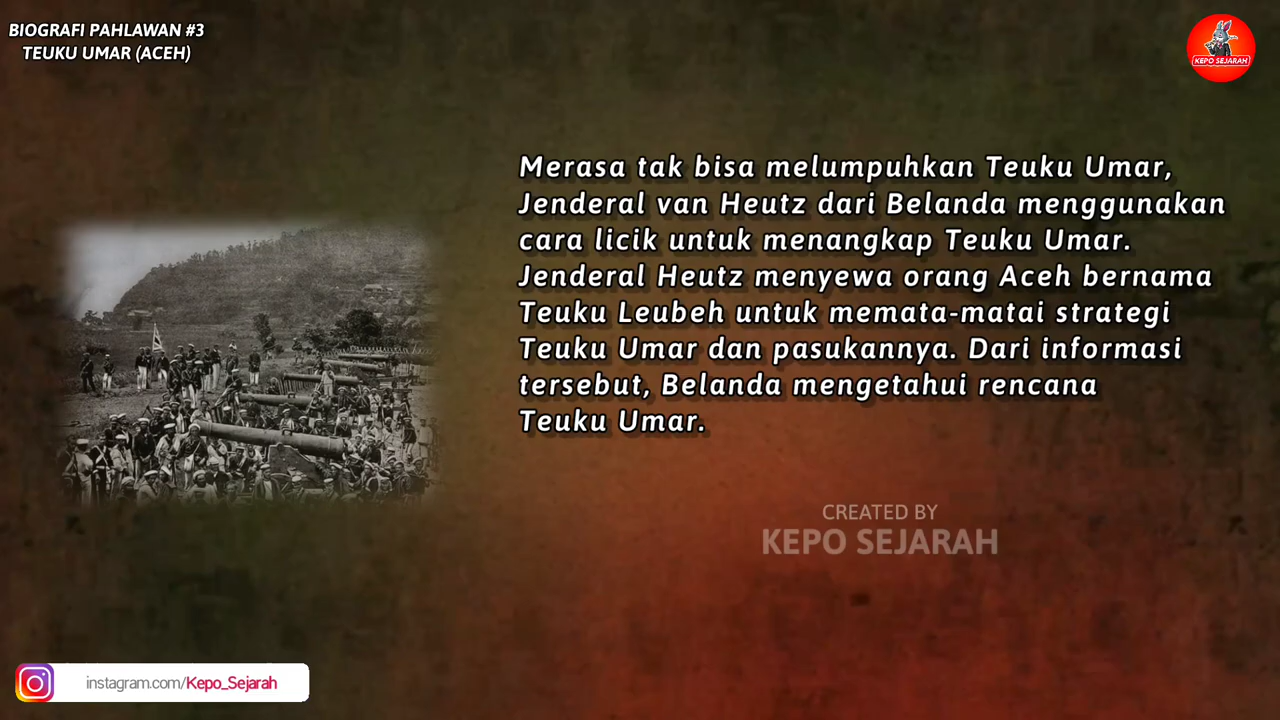 BIOGRAFI PAHLAWAN #3
TEUKU UMAR (ACEH)
KEPO SEJARAH
Merasa tak bisa melumpuhkan Teuku Umar,
Jenderal van Heutz dari Belanda menggunakan
cara licik untuk menangkap Teuku Umar.
Jenderal Heutz menyewa orang Aceh bernama
Teuku Leubeh untuk memata-matai strategi
Teuku Umar dan pasukannya. Dari informasi
tersebut, Belanda mengetahui rencana
Teuku Umar.
CREATED BY
KEPO SEJARAH
instagram.com/Kepo_Sejarah